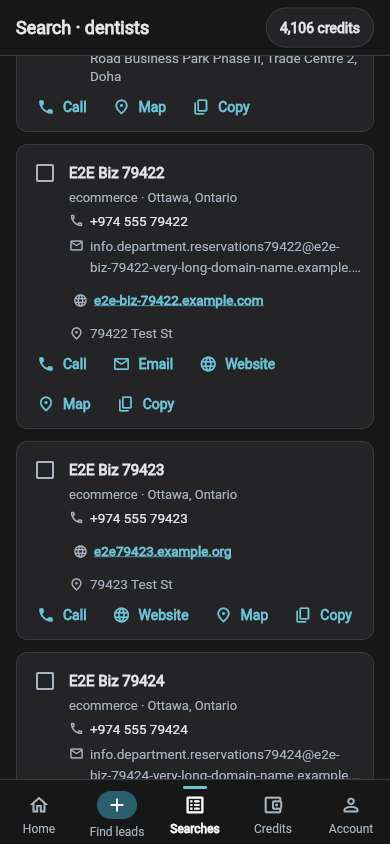 Search · dentists
4,106 credits
Road Business Park Phase II, Trade Centre 2,
Doha
Call Map Copy
E2E Biz 79422
ecommerce · Ottawa, Ontario
+974 555 79422
info.department.reservations79422@e2e-
biz-79422-very-long-domain-name.example....
e2e-biz-79422.example.com
79422 Test St
Call Email Website
Map Copy
E2E Biz 79423
ecommerce · Ottawa, Ontario
+974 555 79423
e2e79423.example.org
79423 Test St
Call Website Map Copy
E2E Biz 79424
ecommerce · Ottawa, Ontario
+974 555 79424
info.department.reservations79424@e2e-
biz-79424-very-long-domain-name.example....
Home Find leads Searches Credits Account